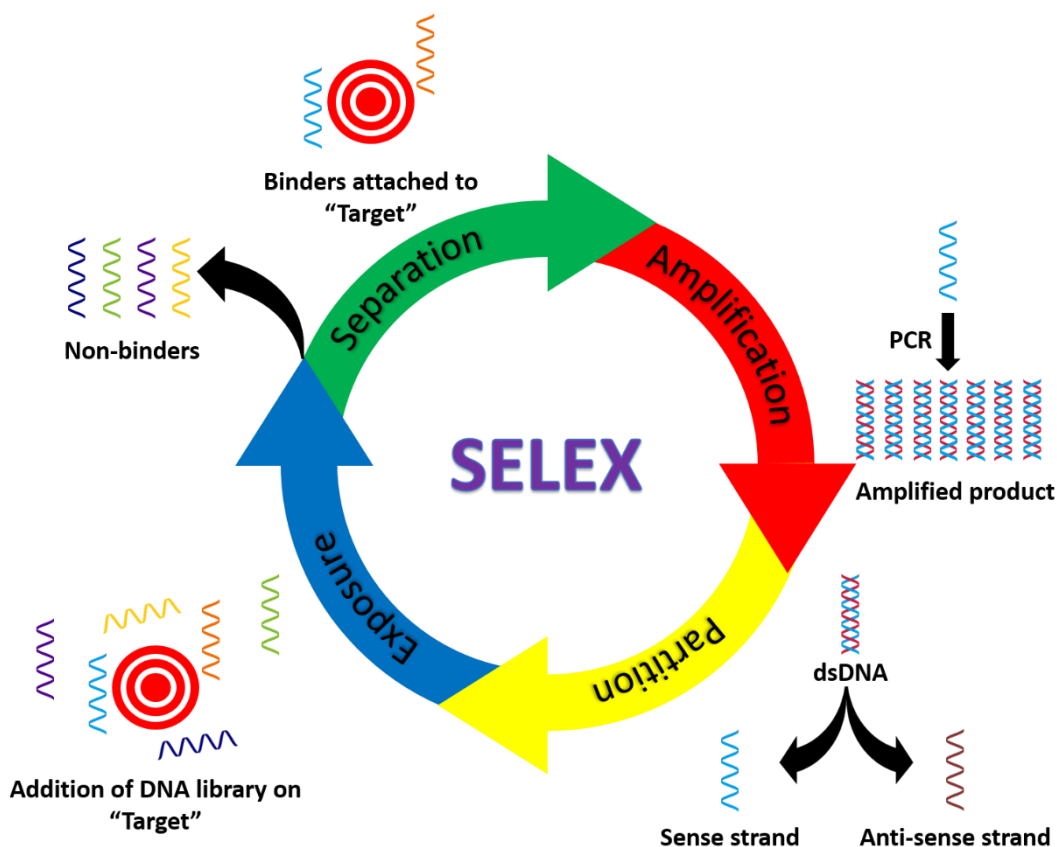 Binders attached to
“Target”
Separation
Amplification
Non-binders
PCR
Amplified product
SELEX
Exposure
Partition
dsDNA
Addition of DNA library on
“Target”
Sense strand
Anti-sense strand